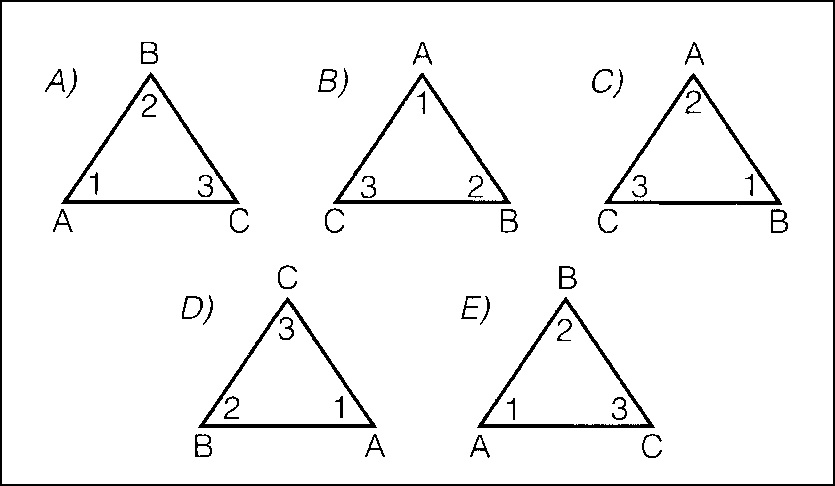 B A A
A) B) C)
2 1 2
1 3 3 2 3 1
A C C B C B
C B
D) E)
3 2
2 1 1 3
B A A C